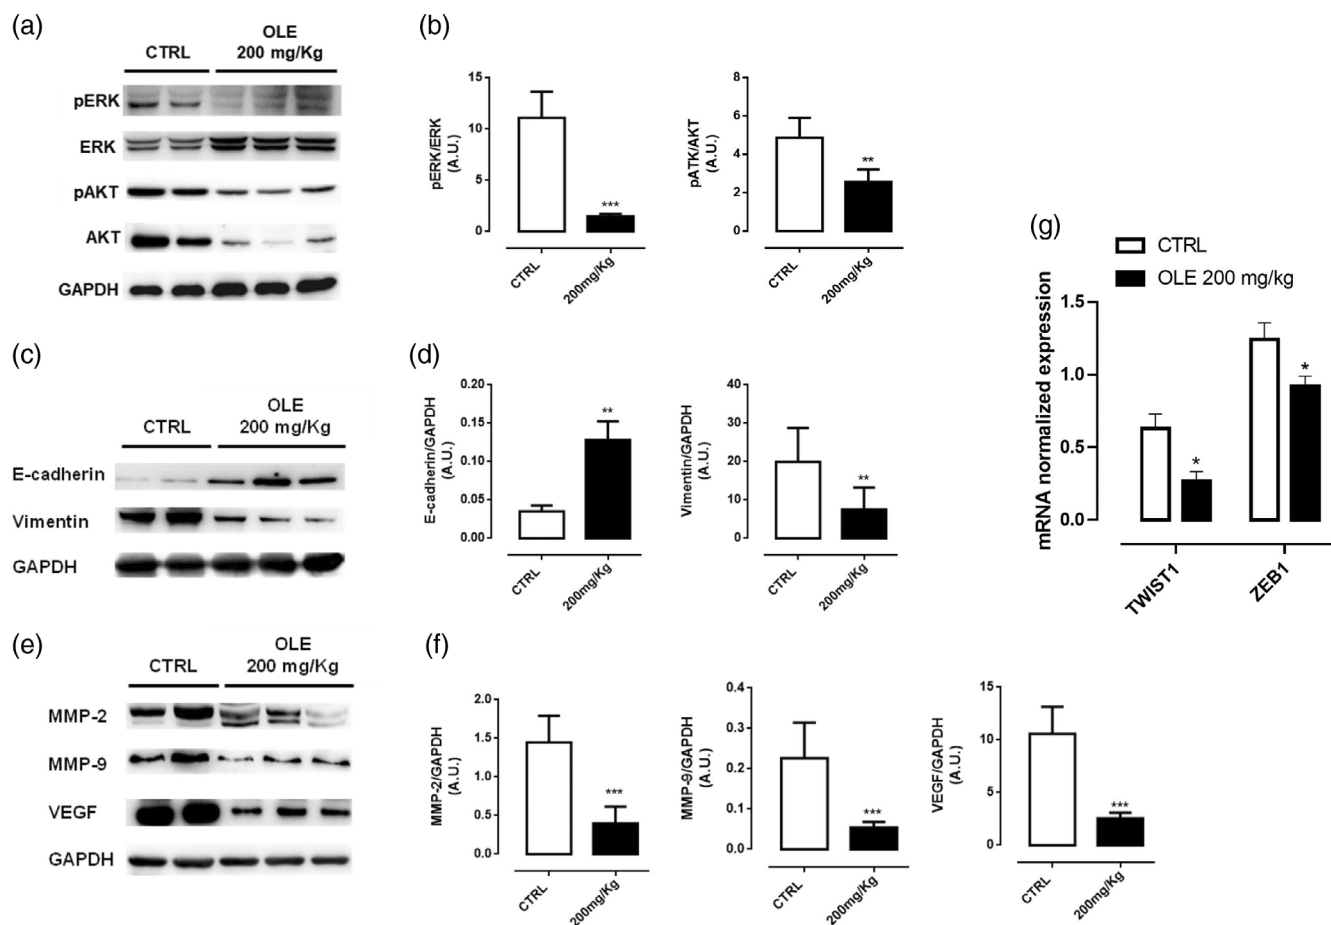 (a)
CTRL
OLE
200 mg/Kg
pERK
ERK
pAKT
AKT
GAPDH
(b)
pERK/ERK
(A.U.)
15
10
5
0
CTRL
200mg/Kg
***
pATK/AKT
(A.U.)
8
6
4
2
0
CTRL
200mg/Kg
**
(c)
CTRL
OLE
200 mg/Kg
E-cadherin
Vimentin
GAPDH
(d)
E-cadherin/GAPDH
(A.U.)
0.20
0.15
0.10
0.05
0.00
CTRL
200mg/Kg
**
Vimentin/GAPDH
(A.U.)
40
30
20
10
0
CTRL
200mg/Kg
**
(e)
CTRL
OLE
200 mg/Kg
MMP-2
MMP-9
VEGF
GAPDH
(f)
MMP-2/GAPDH
(A.U.)
1.5
1.0
0.5
0.0
CTRL
200mg/Kg
***
MMP-9/GAPDH
(A.U.)
0.4
0.3
0.2
0.1
0.0
CTRL
200mg/Kg
***
VEGF/GAPDH
(A.U.)
15
10
5
0
CTRL
200mg/Kg
***
(g)
CTRL
OLE 200 mg/kg
mRNA normalized expression
1.5
1.0
0.5
0.0
*
*
TWIST1
ZEB1
2.0